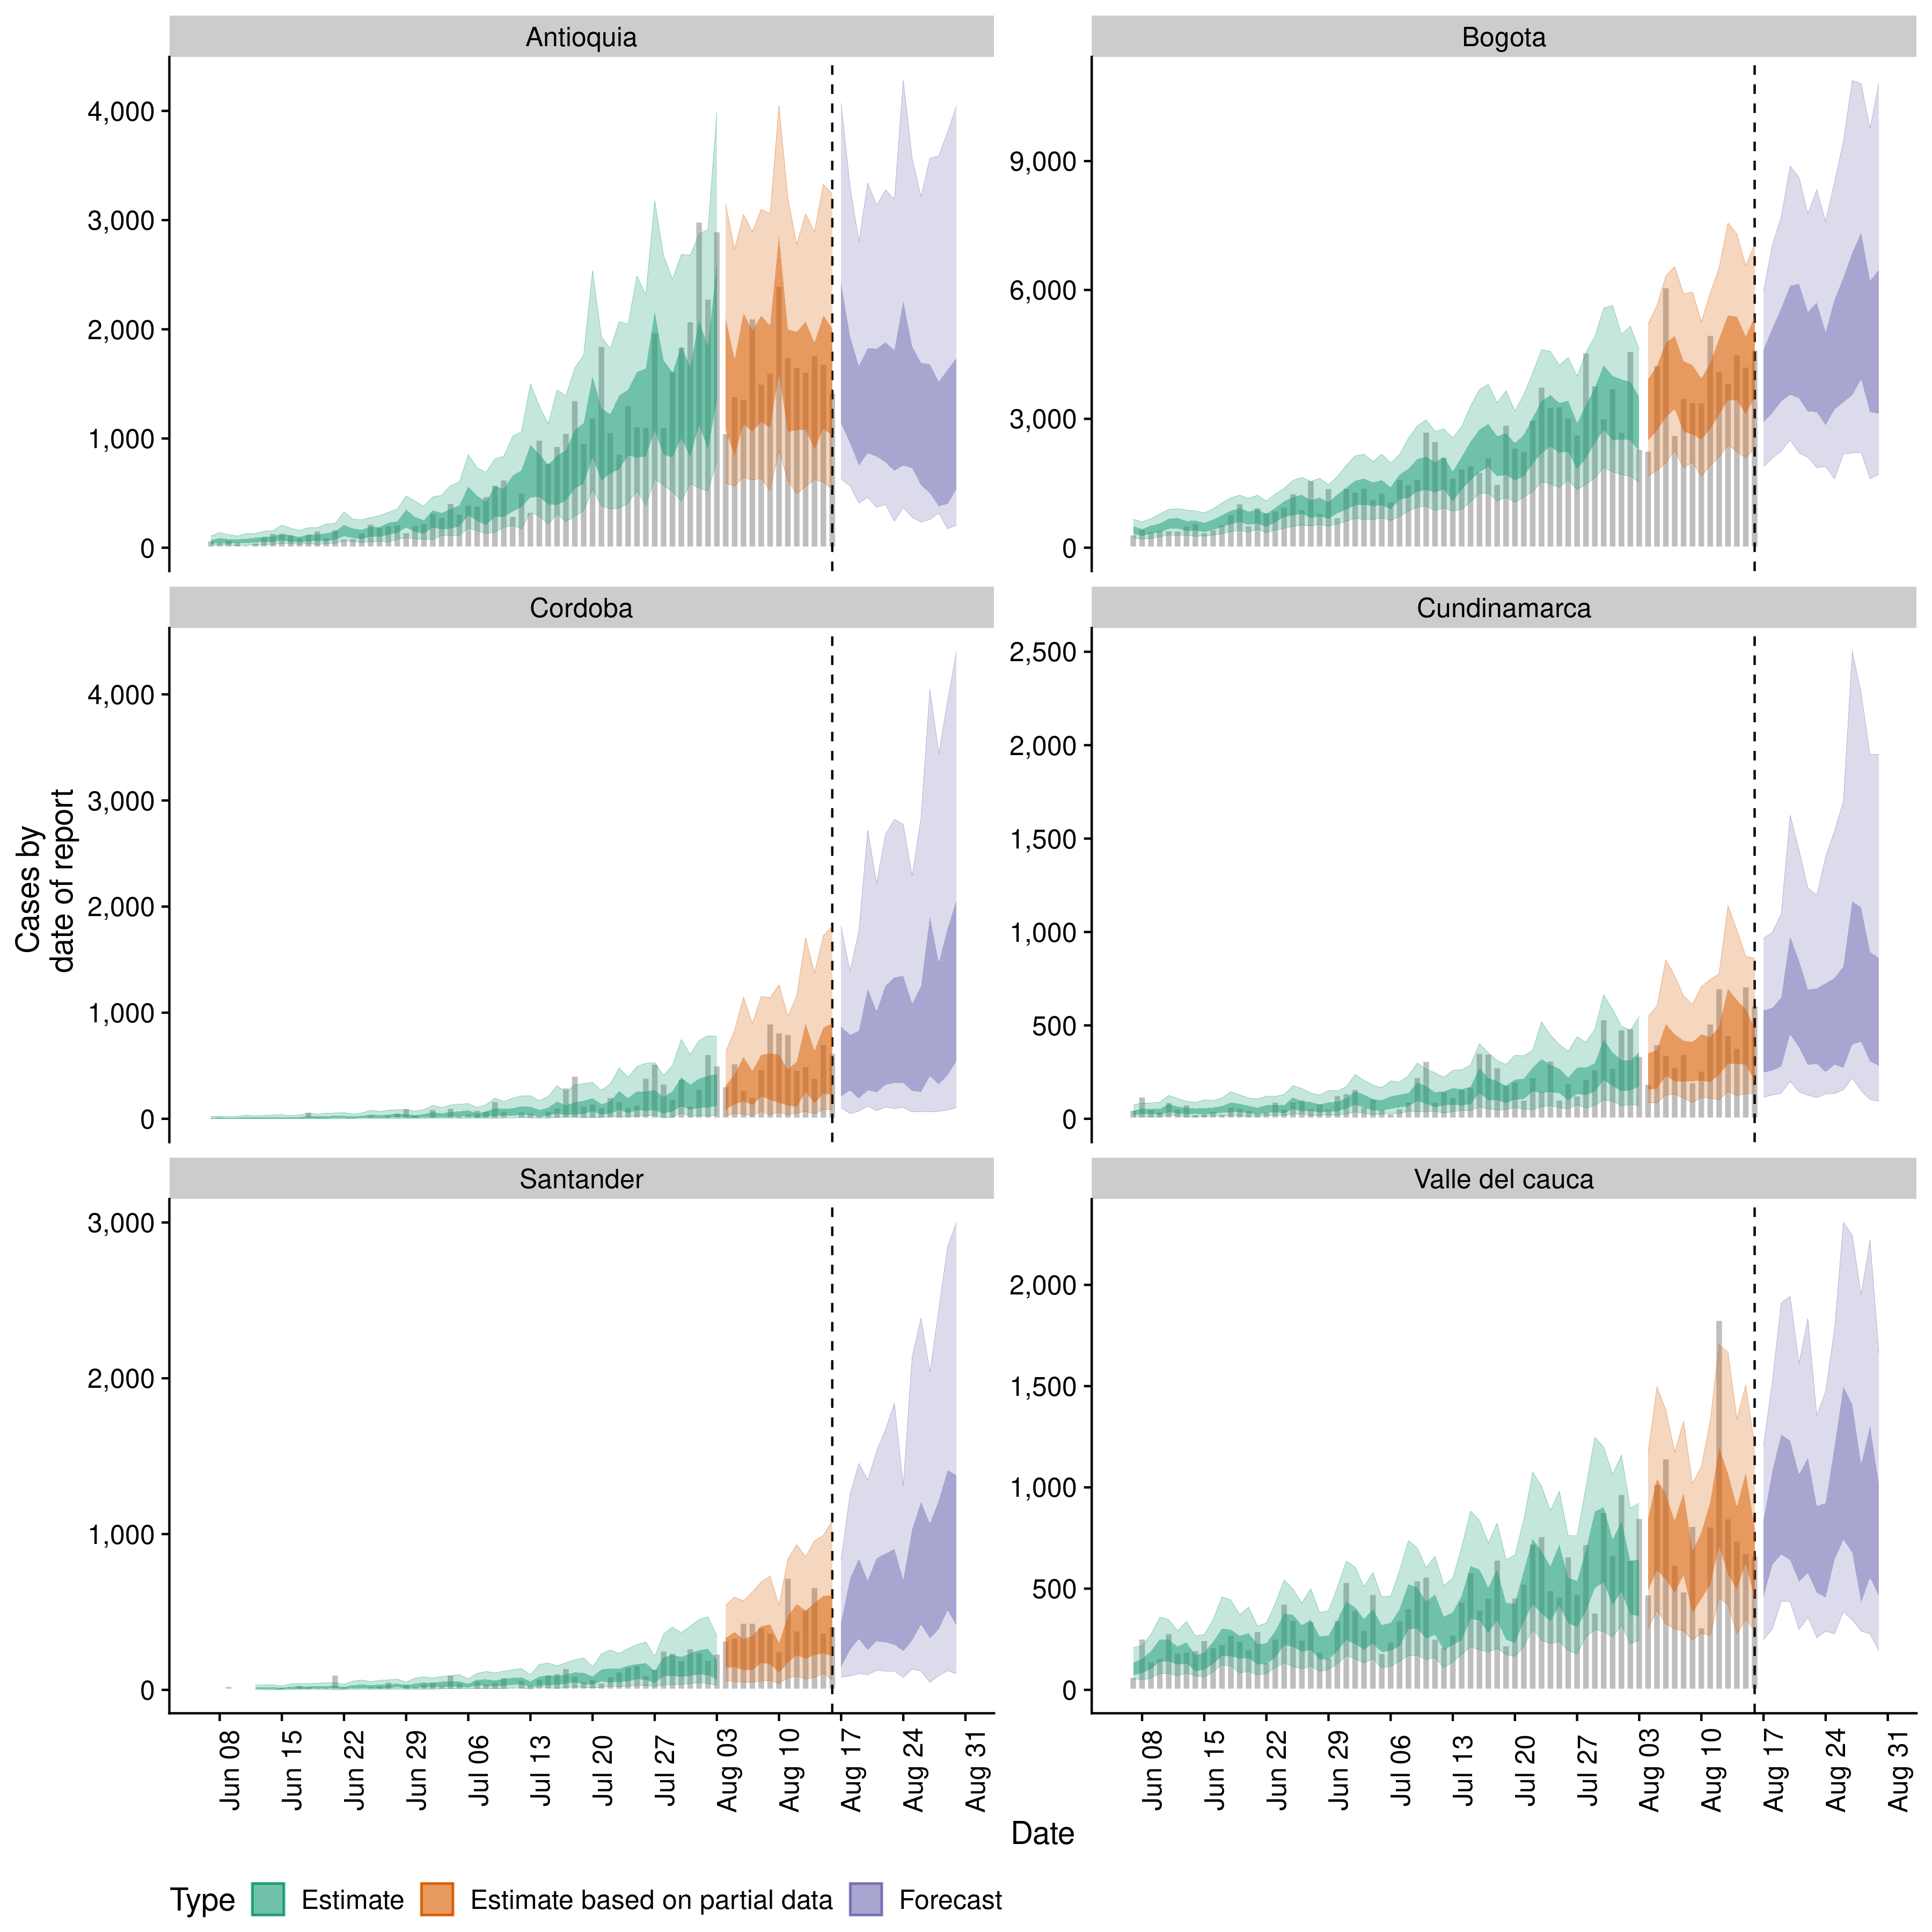 Antioquia
Bogota
4,000
3,000
2,000
1,000
0
9,000
6,000
3,000
0
Cordoba
Cundinamarca
4,000
3,000
2,000
1,000
0
2,500
2,000
1,500
1,000
500
0
Cases by
date of report
Santander
Valle del cauca
3,000
2,000
1,000
0
2,000
1,500
1,000
500
0
Jun 08
Jun 15
Jun 22
Jun 29
Jul 06
Jul 13
Jul 20
Jul 27
Aug 03
Aug 10
Aug 17
Aug 24
Aug 31
Jun 08
Jun 15
Jun 22
Jun 29
Jul 06
Jul 13
Jul 20
Jul 27
Aug 03
Aug 10
Aug 17
Aug 24
Aug 31
Date
Type Estimate Estimate based on partial data Forecast